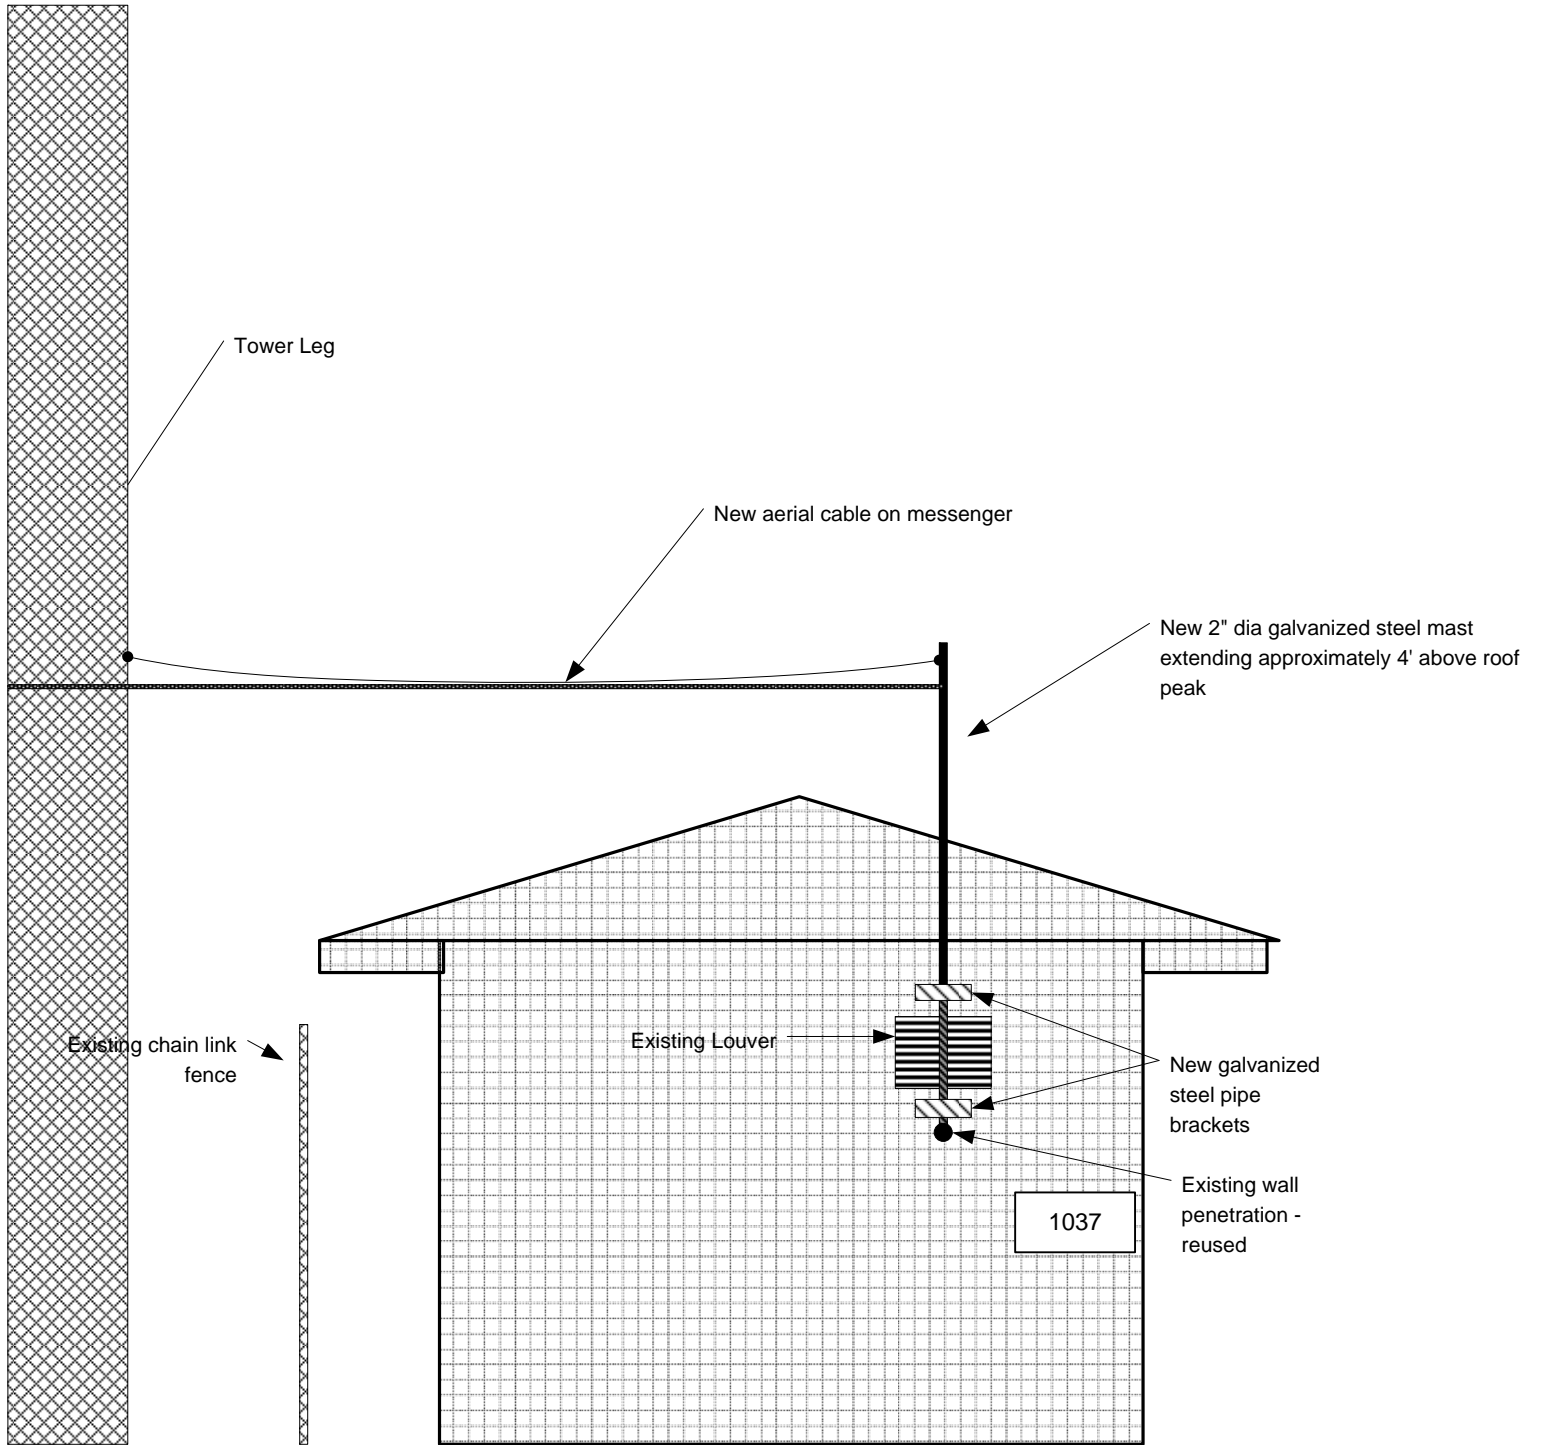 Tower Leg
New aerial cable on messenger
New 2" dia galvanized steel mast
extending approximately 4' above roof
peak
Existing chain link
fence
Existing Louver
New galvanized
steel pipe
brackets
Existing wall
penetration -
reused
1037